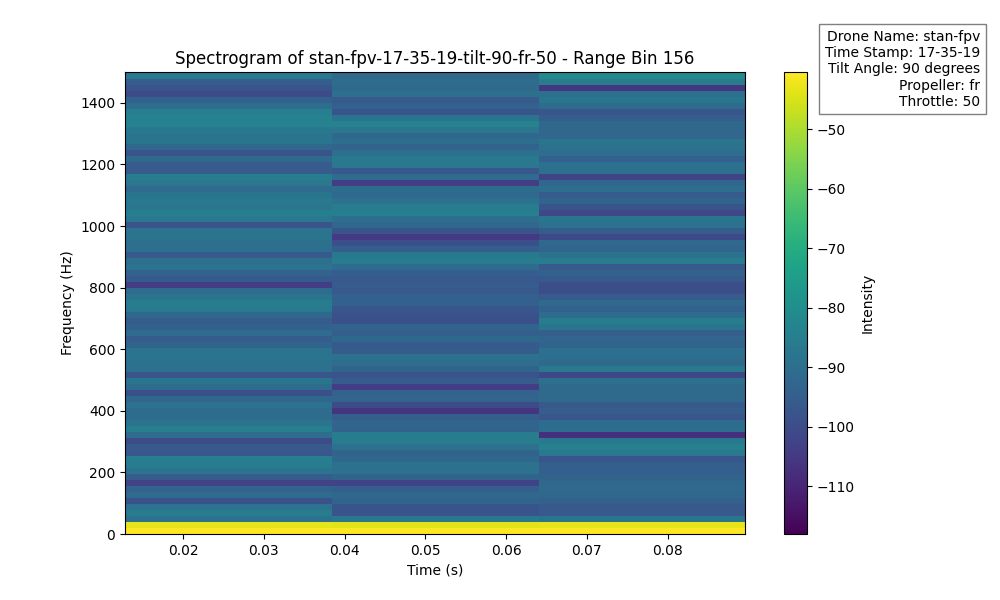 Drone Name: stan-fpv
Time Stamp: 17-35-19
Tilt Angle: 90 degrees
Propeller: fr
Throttle: 50
Spectrogram of stan-fpv-17-35-19-tilt-90-fr-50 - Range Bin 156
1400
1200
1000
800
600
400
200
0
Frequency (Hz)
0.02 0.03 0.04 0.05 0.06 0.07 0.08
Time (s)
−50
−60
−70
−80
−90
−100
−110
Intensity